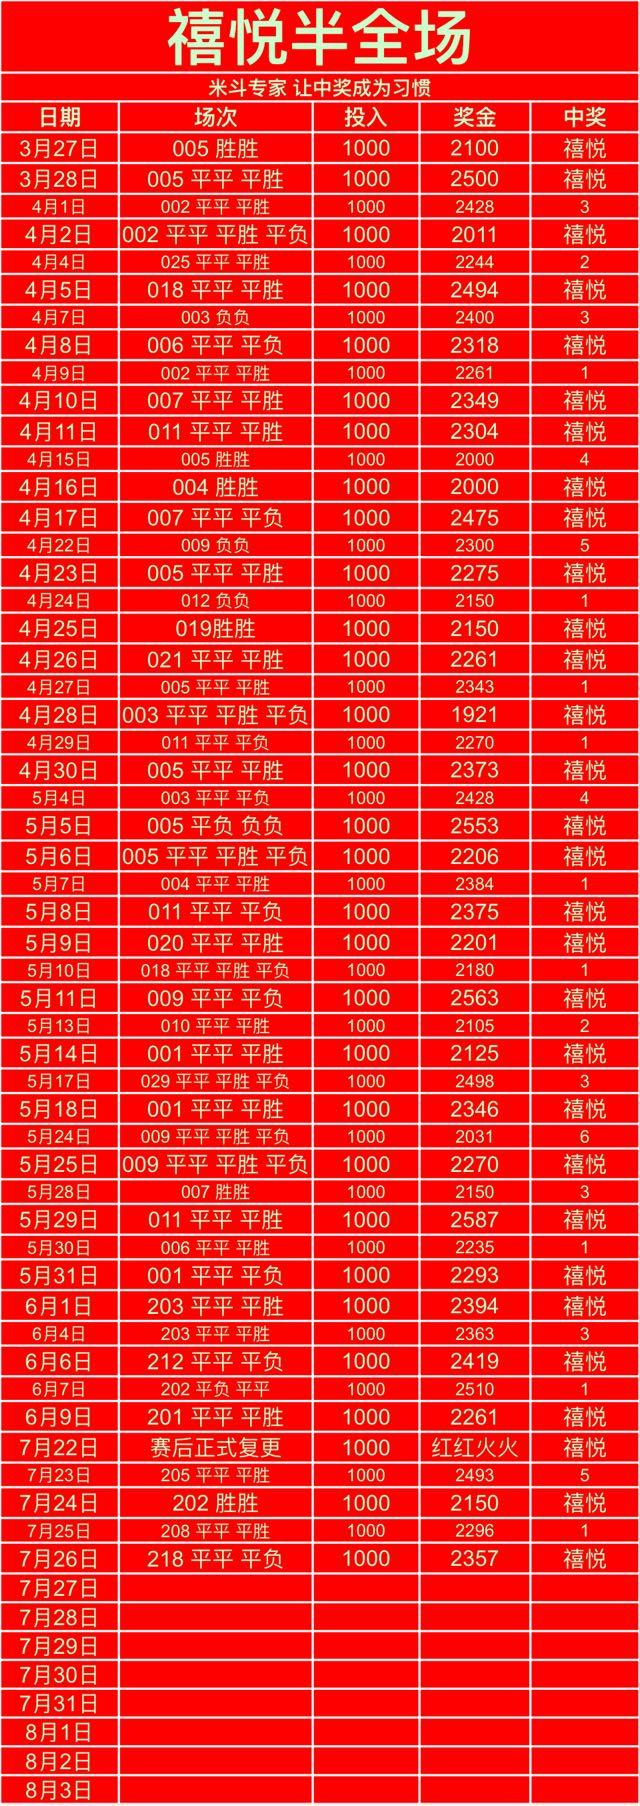 禧悦半全场
米斗专家 让中奖成为习惯
日期 场次 投入 奖金 中奖
3月27日 005 胜胜 1000 2100 禧悦
3月28日 005 平平 平胜 1000 2500 禧悦
4月1日 002 平平 平胜 1000 2428 3
4月2日 002 平平 平胜 平负 1000 2011 禧悦
4月4日 025 平平 平胜 1000 2244 2
4月5日 018 平平 平胜 1000 2494 禧悦
4月7日 003 负负 1000 2400 3
4月8日 006 平平 平负 1000 2318 禧悦
4月9日 002 平平 平胜 1000 2261 1
4月10日 007 平平 平胜 1000 2349 禧悦
4月11日 011 平平 平胜 1000 2304 禧悦
4月15日 005 胜胜 1000 2000 4
4月16日 004 胜胜 1000 2000 禧悦
4月17日 007 平平 平负 1000 2475 禧悦
4月22日 009 负负 1000 2300 5
4月23日 005 平平 平胜 1000 2275 禧悦
4月24日 012 负负 1000 2150 1
4月25日 019胜胜 1000 2150 禧悦
4月26日 021 平平 平胜 1000 2261 禧悦
4月27日 005 平平 平胜 1000 2343 1
4月28日 003 平平 平胜 平负 1000 1921 禧悦
4月29日 011 平平 平负 1000 2270 1
4月30日 005 平平 平胜 1000 2373 禧悦
5月4日 003 平平 平负 1000 2428 4
5月5日 005 平负 负负 1000 2553 禧悦
5月6日 005 平平 平胜 平负 1000 2206 禧悦
5月7日 004 平平 平胜 1000 2384 1
5月8日 011 平平 平负 1000 2375 禧悦
5月9日 020 平平 平胜 1000 2201 禧悦
5月10日 018 平平 平胜 平负 1000 2180 1
5月11日 009 平平 平负 1000 2563 禧悦
5月13日 010 平平 平胜 1000 2105 2
5月14日 001 平平 平胜 1000 2125 禧悦
5月17日 029 平平 平胜 平负 1000 2498 3
5月18日 001 平平 平胜 1000 2346 禧悦
5月24日 009 平平 平胜 平负 1000 2031 6
5月25日 009 平平 平胜 平负 1000 2270 禧悦
5月28日 007 胜胜 1000 2150 3
5月29日 011 平平 平胜 1000 2587 禧悦
5月30日 006 平平 平胜 1000 2235 1
5月31日 001 平平 平负 1000 2293 禧悦
6月1日 203 平平 平胜 1000 2394 禧悦
6月4日 203 平平 平胜 1000 2363 3
6月6日 212 平平 平负 1000 2419 禧悦
6月7日 202 平负 平平 1000 2510 1
6月9日 201 平平 平胜 1000 2261 禧悦
7月22日 赛后正式复更 1000 红红火火 禧悦
7月23日 205 平平 平胜 1000 2493 5
7月24日 202 胜胜 1000 2150 禧悦
7月25日 208 平平 平胜 1000 2296 1
7月26日 218 平平 平负 1000 2357 禧悦
7月27日
7月28日
7月29日
7月30日
7月31日
8月1日
8月2日
8月3日